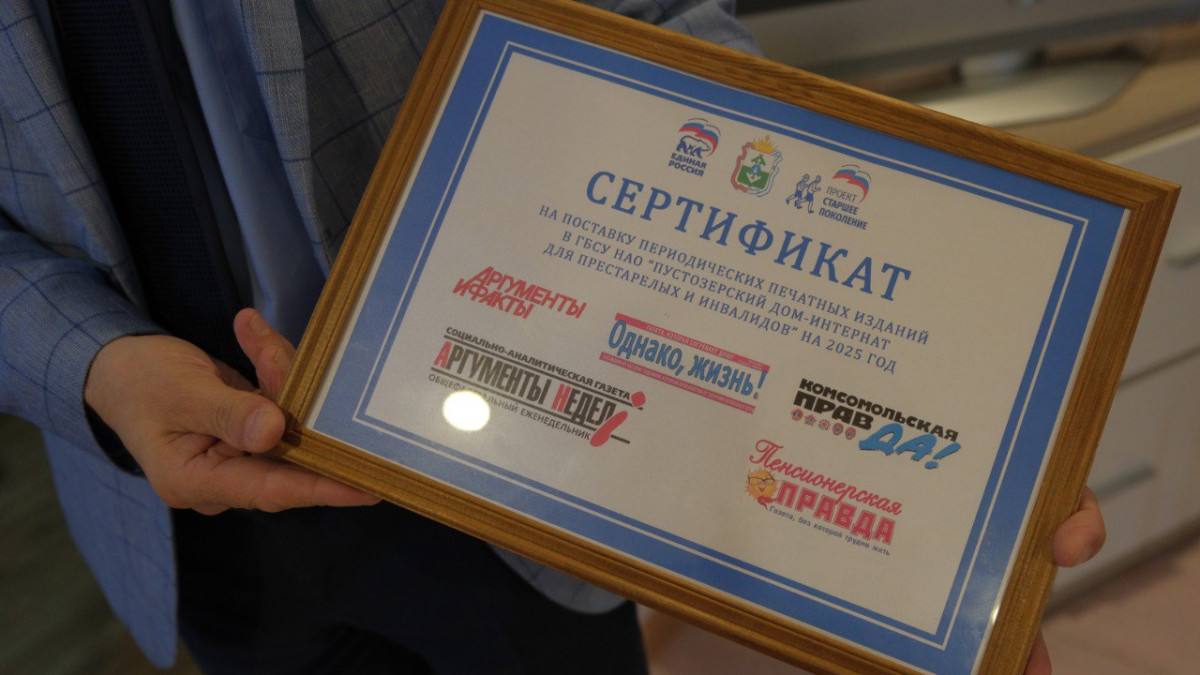 ЕДИНАЯ
РОССИЯ
ПРОЕКТ
СТАРШЕЕ
ПОКОЛЕНИЕ
СЕРТИФИКАТ
НА ПОСТАВКУ ПЕРИОДИЧЕСКИХ ПЕЧАТНЫХ ИЗДАНИЙ
В ГБСУ НАО "ПУСТОЗЕРСКИЙ ДОМ-ИНТЕРНАТ
ДЛЯ ПРЕСТАРЕЛЫХ И ИНВАЛИДОВ" НА 2025 ГОД
АРГУМЕНТЫ
И ФАКТЫ
Однако, жизнь!
СОЦИАЛЬНО-АНАЛИТИЧЕСКАЯ ГАЗЕТА
АРГУМЕНТЫ НЕДЕЛИ
ЕЖЕНЕДЕЛЬНИК
КОМСОМОЛЬСКАЯ
ПРАВДА!
Пенсионерская
ПРАВДА
Газета, без которой трудно жить